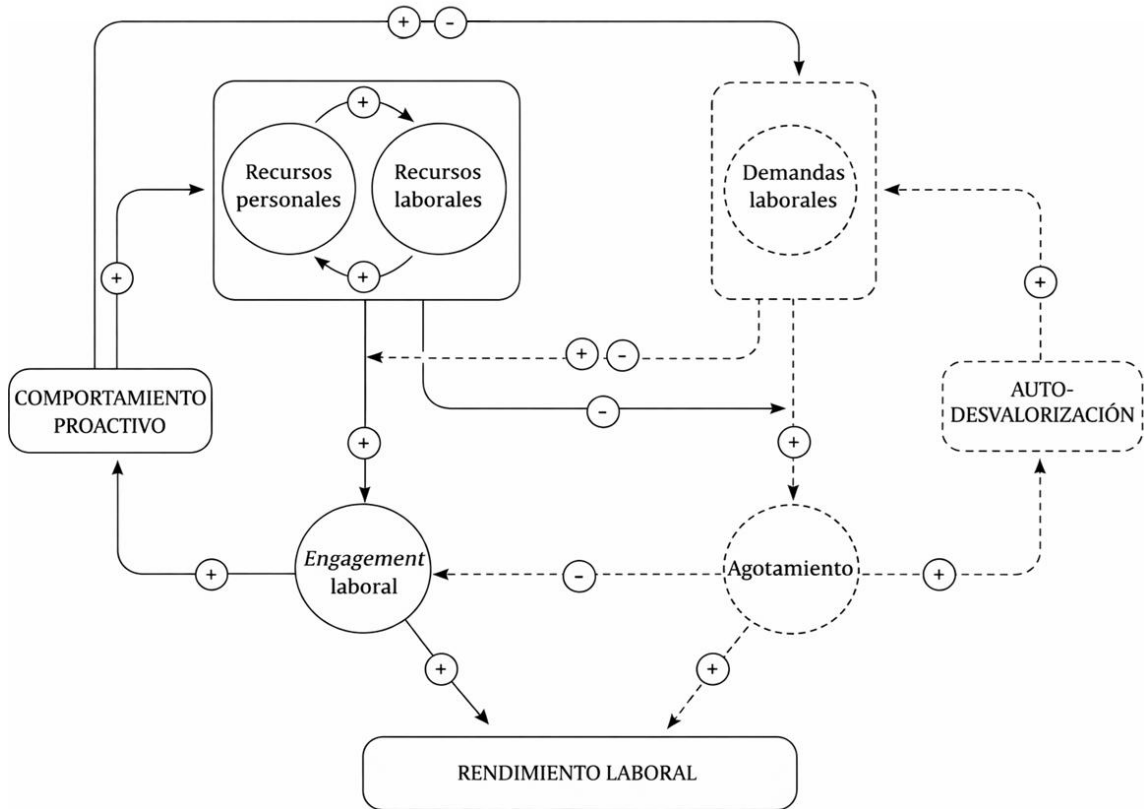 +
-
+
Recursos
personales
Recursos
laborales
+
Demandas
laborales
+
+
+
-
COMPORTAMIENTO
PROACTIVO
-
AUTO-
DESVALORIZACIÓN
+
+
Engagement
laboral
+
-
Agotamiento
+
+
+
RENDIMIENTO LABORAL